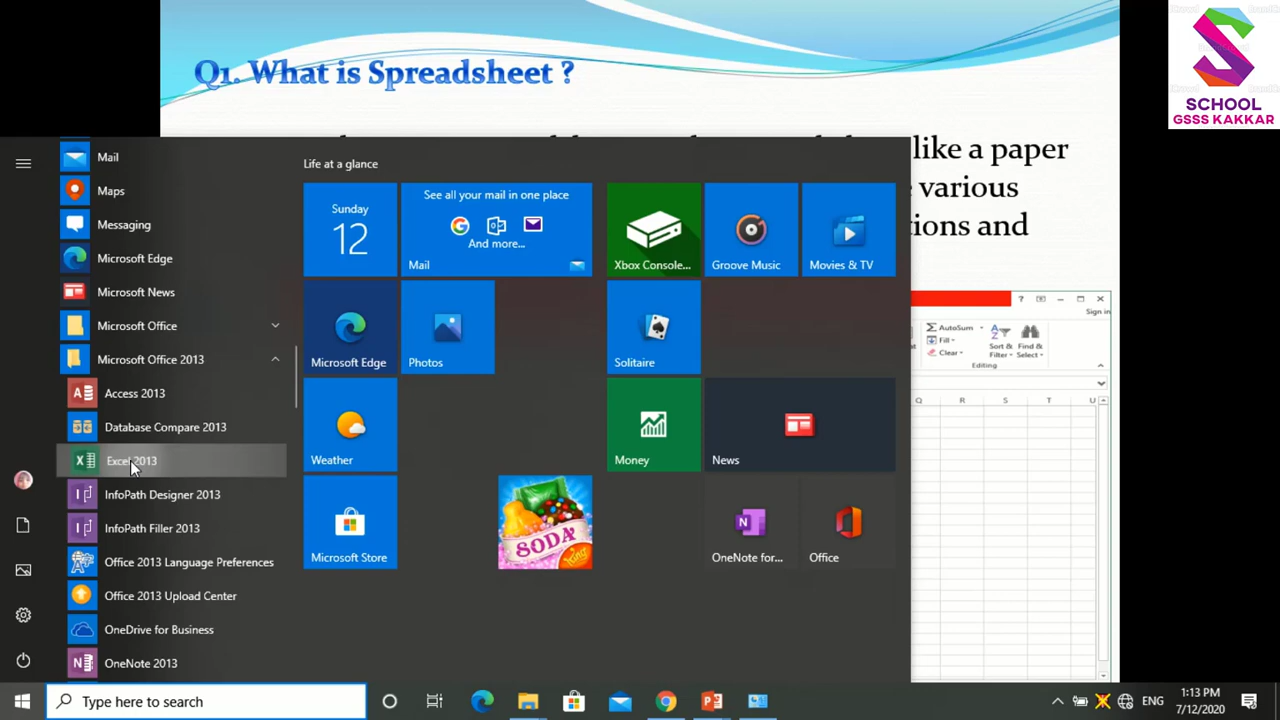 Q1. What is Spreadsheet ?
SCHOOL
GSSS KAKKAR
like a paper
various
tions and
Mail
Maps
Messaging
Microsoft Edge
Microsoft News
Microsoft Office
Microsoft Office 2013
Access 2013
Database Compare 2013
Excel 2013
InfoPath Designer 2013
InfoPath Filler 2013
Office 2013 Language Preferences
Office 2013 Upload Center
OneDrive for Business
OneNote 2013
Life at a glance
Sunday
12
See all your mail in one place
And more...
Mail
Xbox Console...
Groove Music
Movies & TV
Microsoft Edge
Photos
Solitaire
Weather
Money
News
Microsoft Store
SODA
King
OneNote for...
Office
Sign in
AutoSum
Fill
Clear
Sort & Find &
Filter Select
Editing
Q R S T U
Type here to search
ENG
1:13 PM
7/12/2020